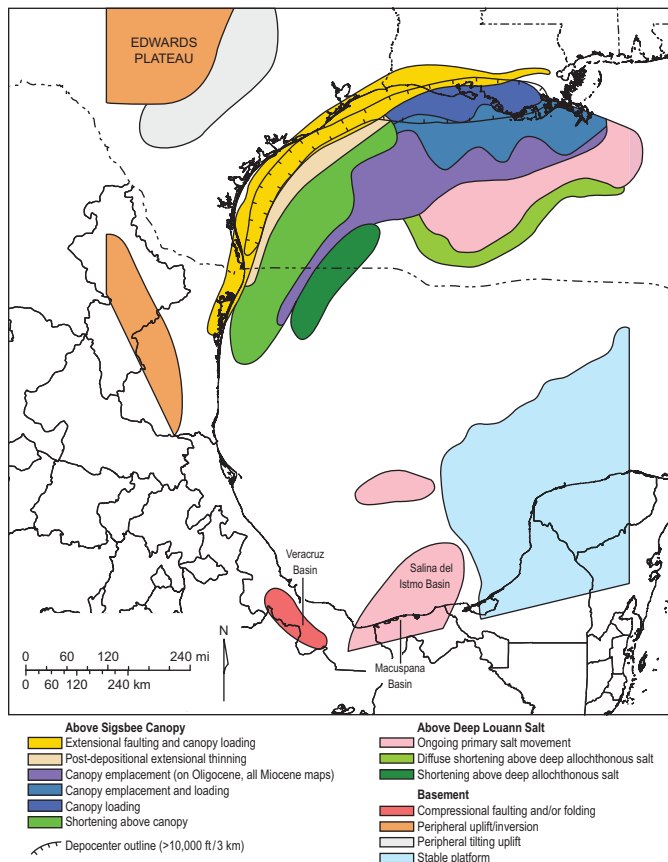 EDWARDS
PLATEAU
Veracruz
Basin
Salina del
Istmo Basin
Macuspana
Basin
N
0 60 120 240 mi
0 60 120 240 km
Above Sigsbee Canopy
Extensional faulting and canopy loading
Post-depositional extensional thinning
Canopy emplacement (on Oligocene, all Miocene maps)
Canopy emplacement and loading
Canopy loading
Shortening above canopy
Depocenter outline (>10,000 ft / 3 km)
Above Deep Louann Salt
Ongoing primary salt movement
Diffuse shortening above deep allochthonous salt
Shortening above deep allochthonous salt
Basement
Compressional faulting and/or folding
Peripheral uplift/inversion
Peripheral tilting uplift
Stable platform